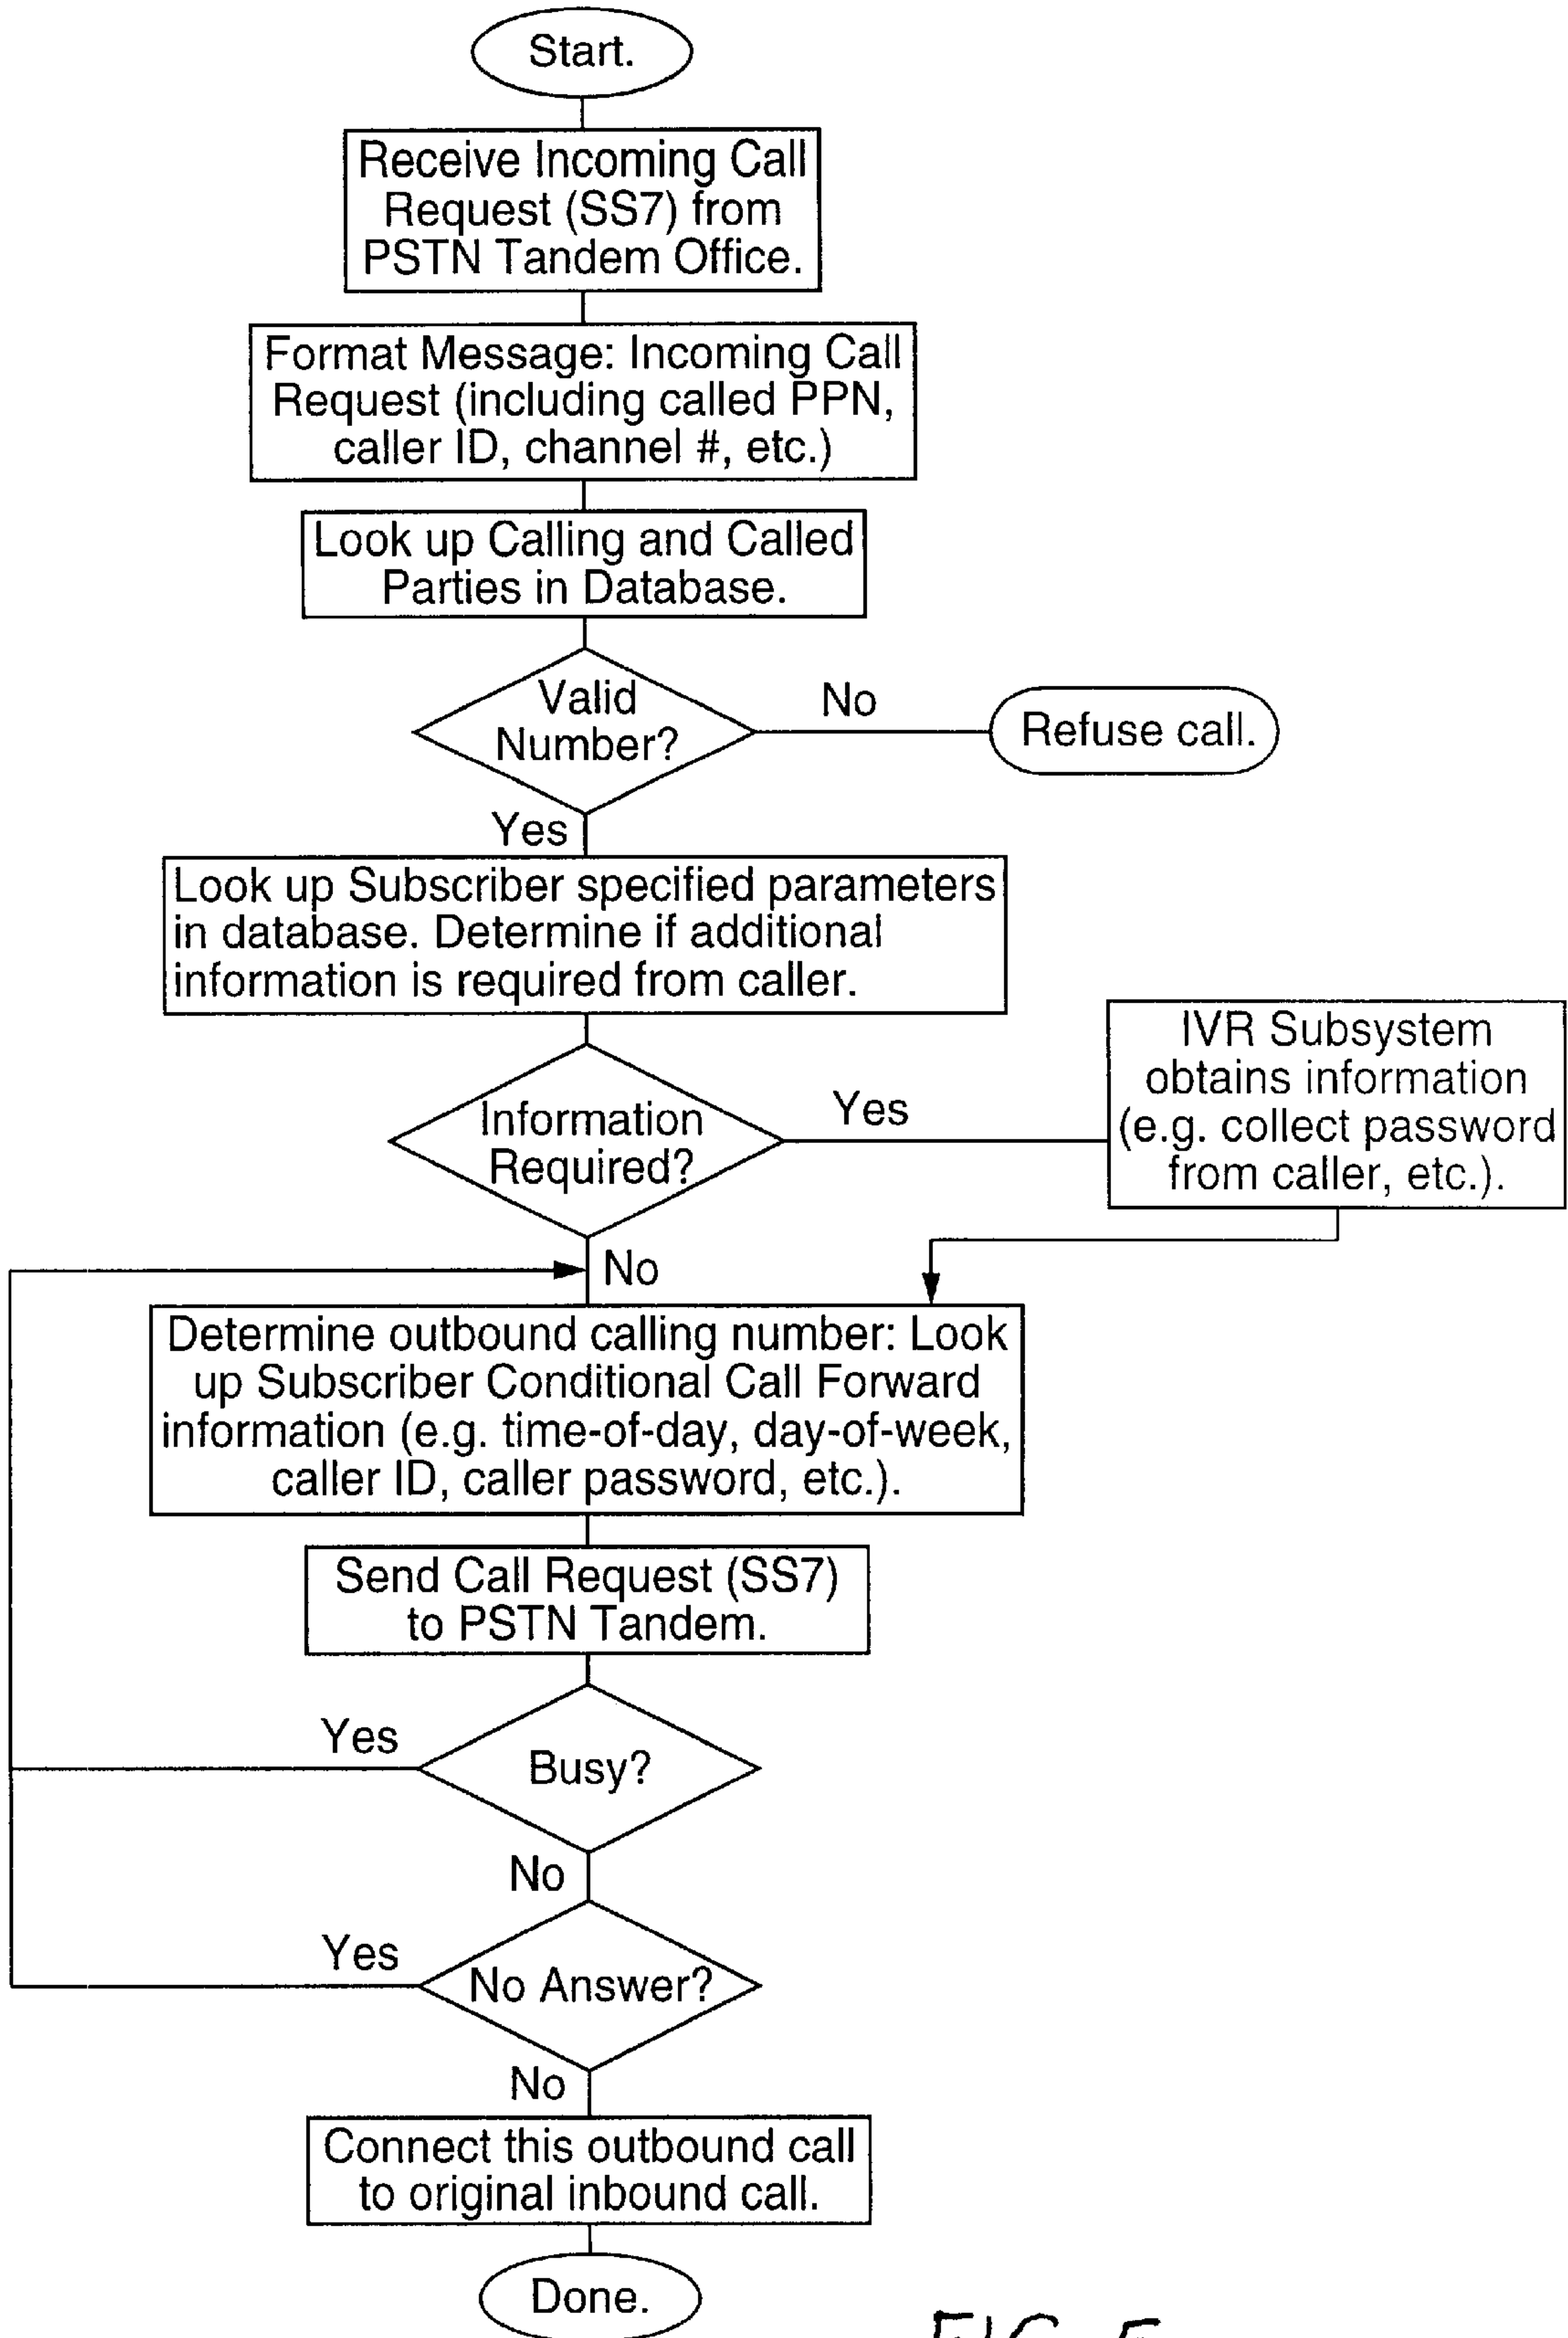 Start.
Receive Incoming Call
Request (SS7) from
PSTN Tandem Office.
Format Message: Incoming Call
Request (including called PPN,
caller ID, channel #, etc.)
Look up Calling and Called
Parties in Database.
Valid
Number?
No
Refuse call.
Yes
Look up Subscriber specified parameters
in database. Determine if additional
information is required from caller.
Information
Required?
Yes
IVR Subsystem
obtains information
(e.g. collect password
from caller, etc.).
No
Determine outbound calling number: Look
up Subscriber Conditional Call Forward
information (e.g. time-of-day, day-of-week,
caller ID, caller password, etc.).
Send Call Request (SS7)
to PSTN Tandem.
Busy?
Yes
No
No Answer?
Yes
No
Connect this outbound call
to original inbound call.
Done.